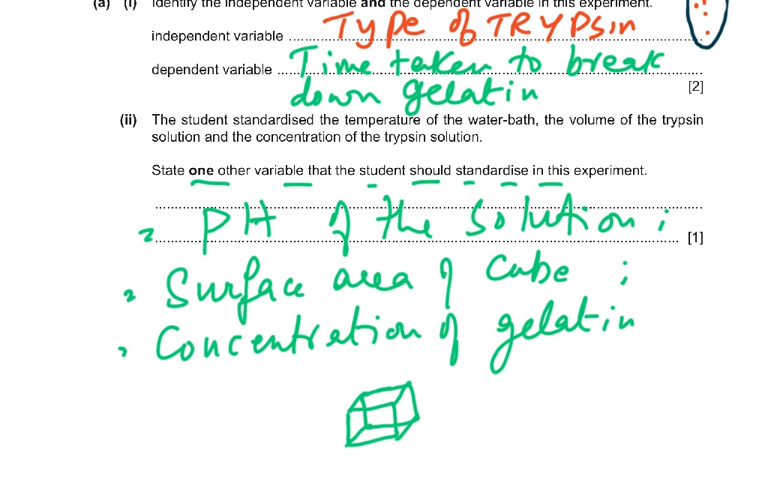 (a) (i) Identify the independent variable and the dependent variable in this experiment.
independent variable Type of TRYPSIN
dependent variable Time taken to break
down gelatin [2]
(ii) The student standardised the temperature of the water-bath, the volume of the trypsin
solution and the concentration of the trypsin solution.
State one other variable that the student should standardise in this experiment.
PH of the solution ;
[1]
Surface area of cube ;
Concentration of gelatin